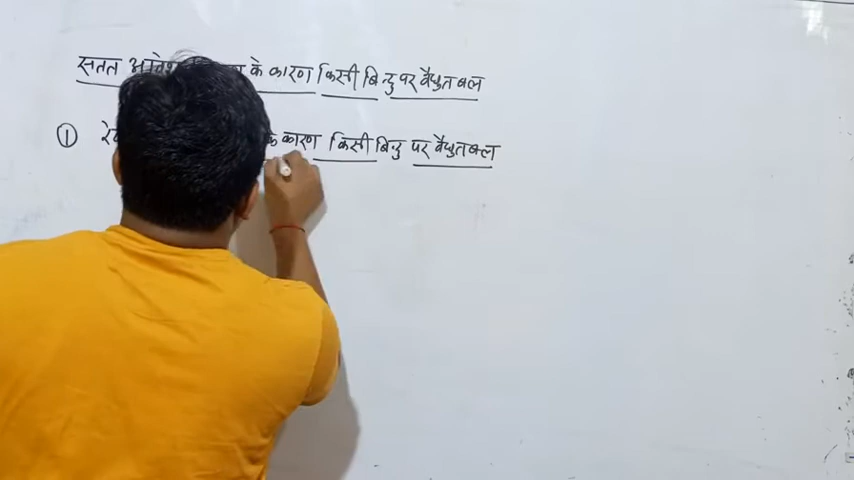 सतत के कारण किसी बिन्दु पर वैधुत बल
① के कारण किसी बिन्दु पर वैधुत बल